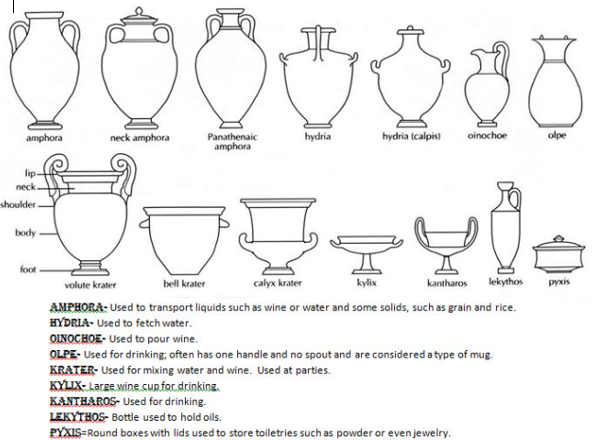 amphora neck amphora Panathenaic amphora hydria hydria (calpis) oinochoe olpe
lip
neck
shoulder
body
foot
volute krater bell krater calyx krater kylix kantharos lekythos pyxis
AMPHORA- Used to transport liquids such as wine or water and some solids, such as grain and rice.
HYDRIA- Used to fetch water.
OINOCHOE- Used to pour wine.
OLPE- Used for drinking; often has one handle and no spout and are considered a type of mug.
KRATER- Used for mixing water and wine. Used at parties.
KYLIX- Large wine cup for drinking.
KANTHAROS- Used for drinking.
LEKYTHOS- Bottle used to hold oils.
PYXIS=Round boxes with lids used to store toiletries such as powder or even jewelry.